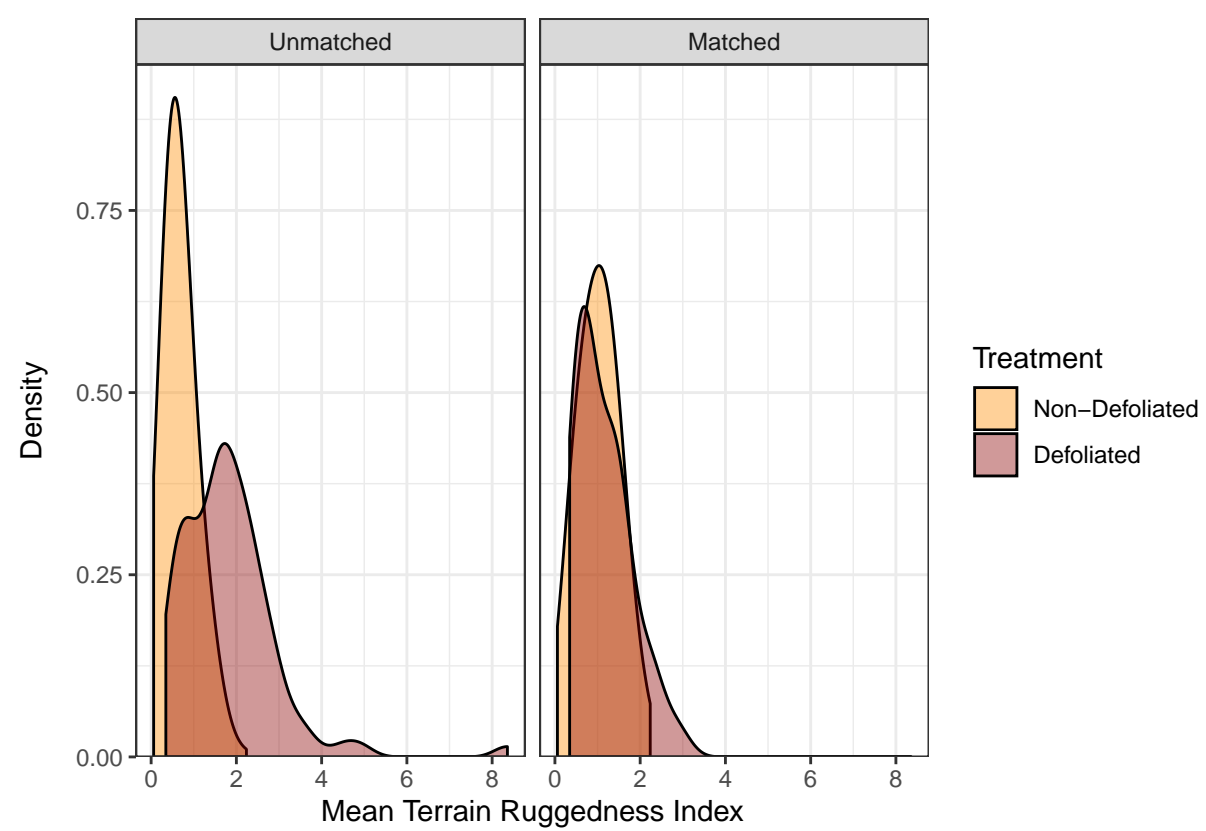 Unmatched
Matched
0.75
0.50
0.25
0.00
Density
0 2 4 6 8
0 2 4 6 8
Mean Terrain Ruggedness Index
Treatment
Non−Defoliated
Defoliated